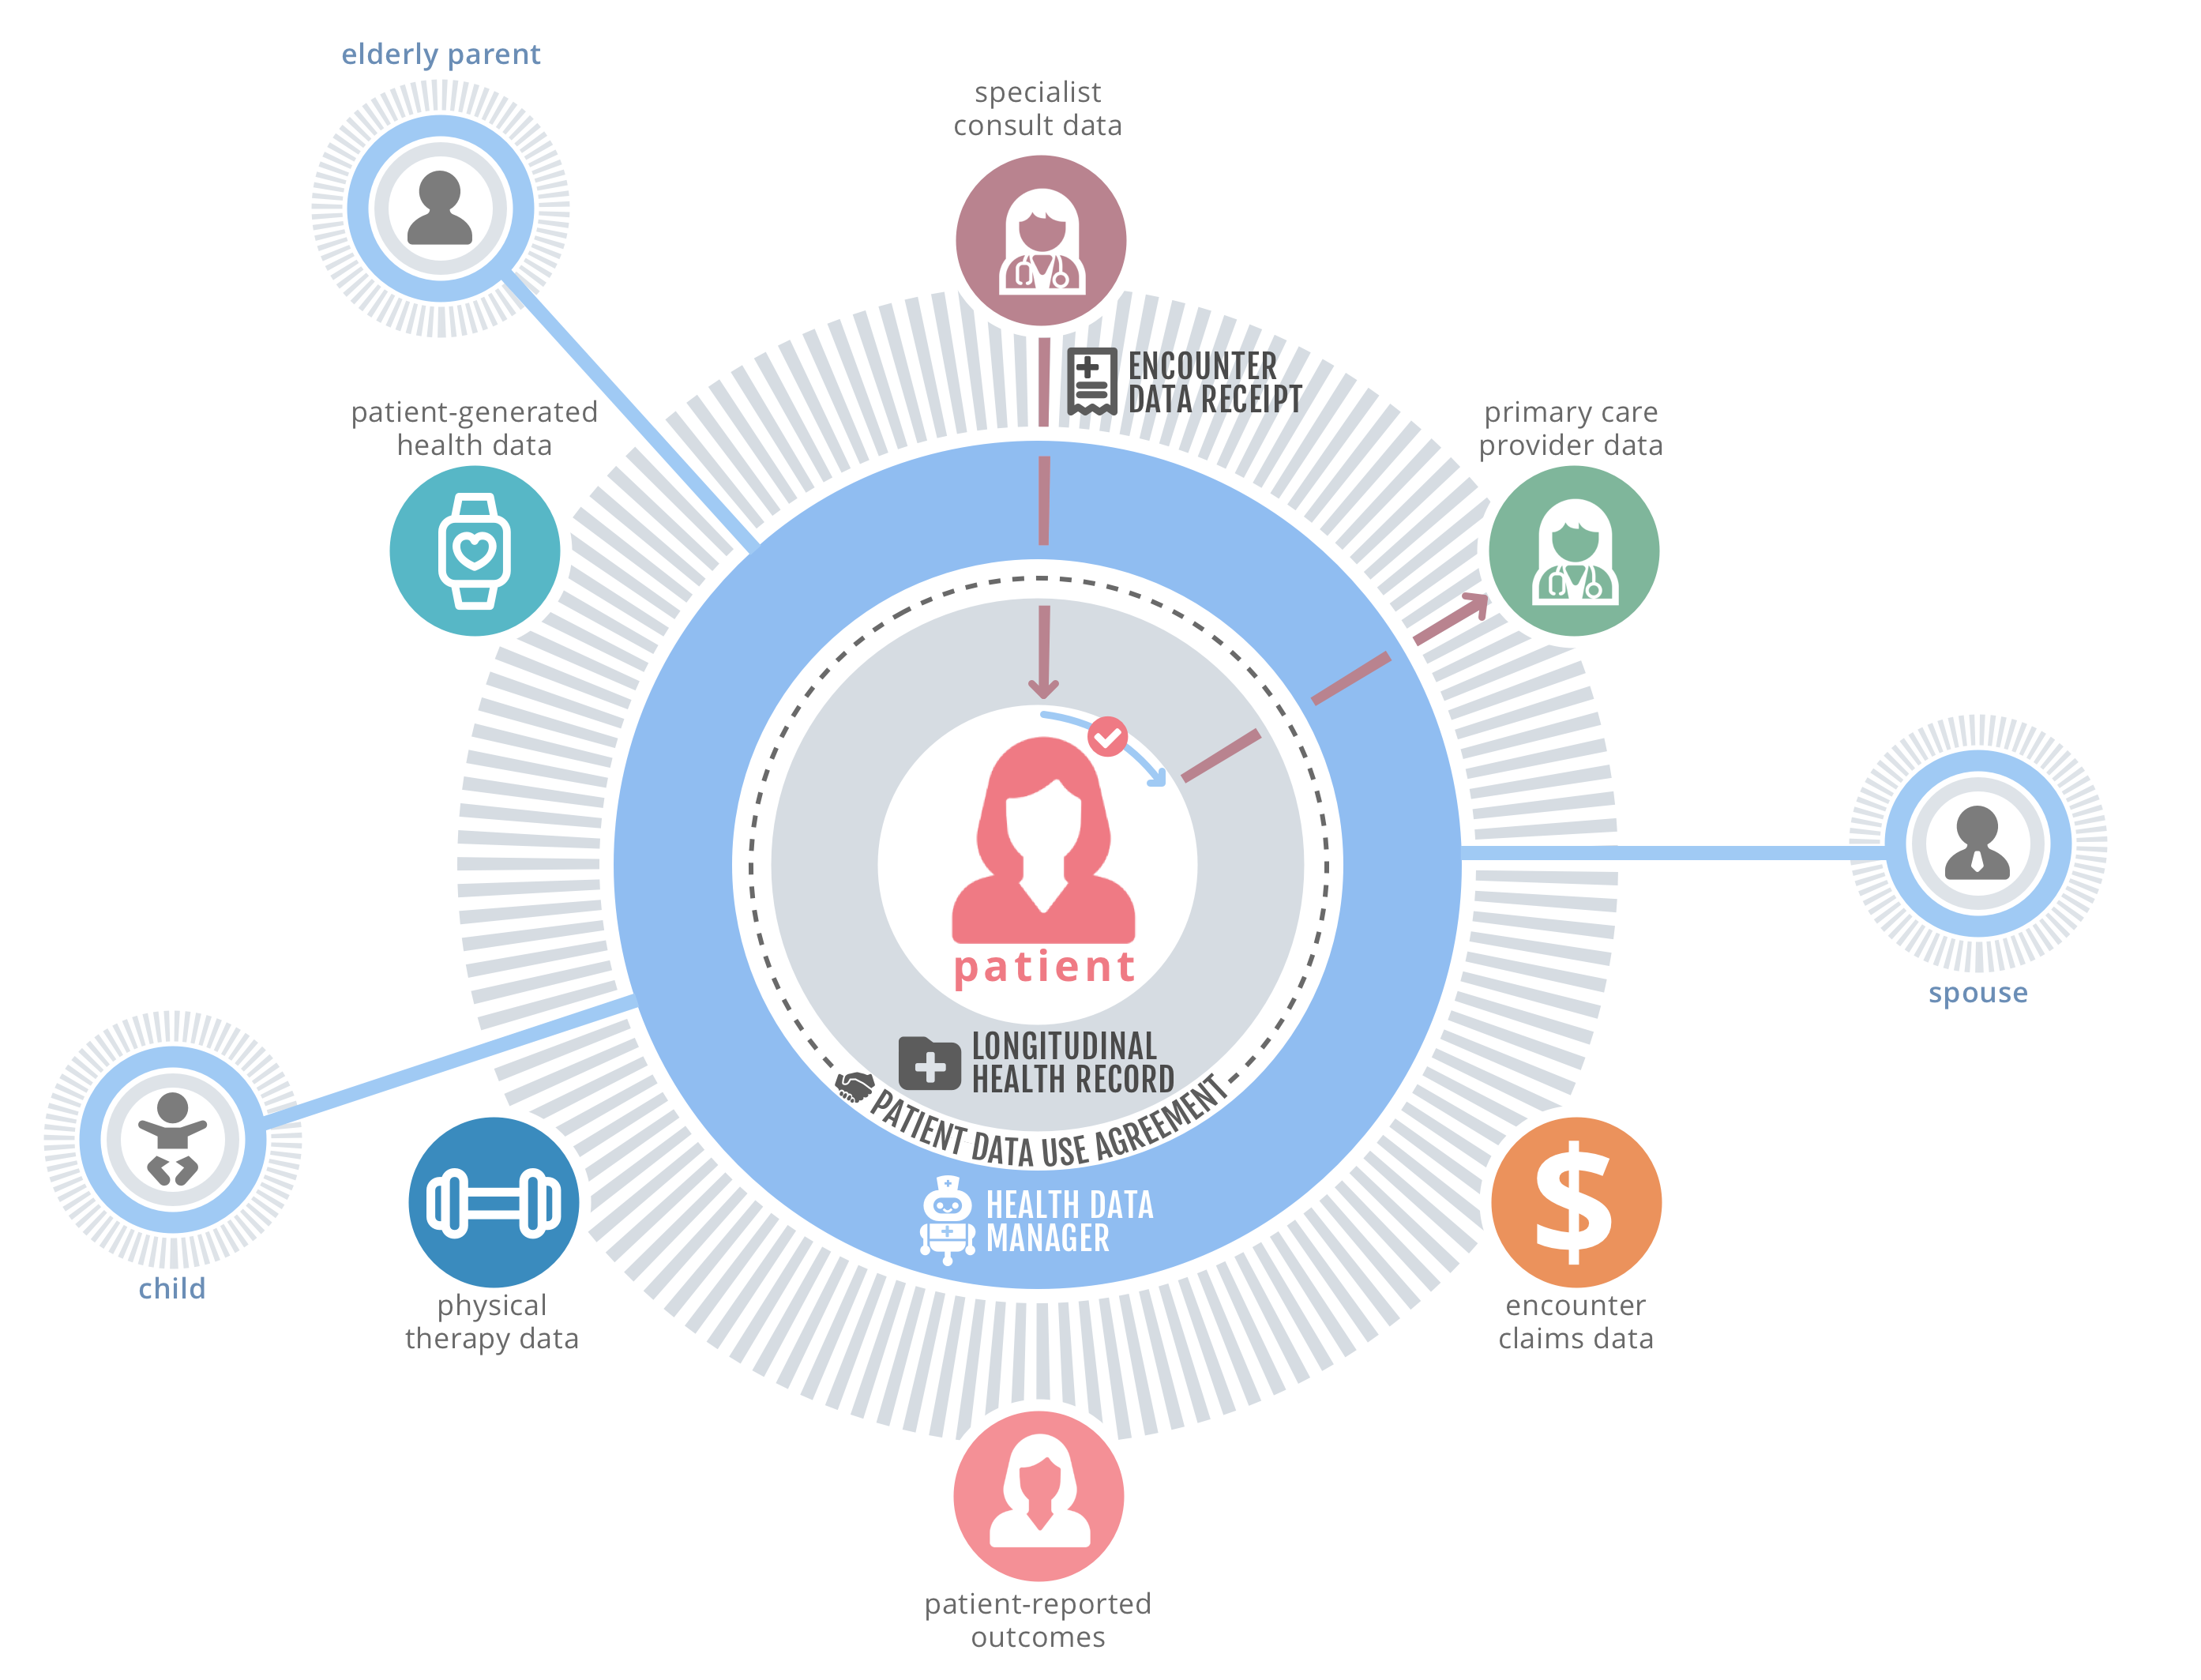 elderly parent
specialist
consult data
ENCOUNTER
DATA RECEIPT
patient-generated
health data
primary care
provider data
patient
spouse
LONGITUDINAL
HEALTH RECORD
PATIENT DATA USE AGREEMENT
HEALTH DATA
MANAGER
child
physical
therapy data
$
encounter
claims data
patient-reported
outcomes